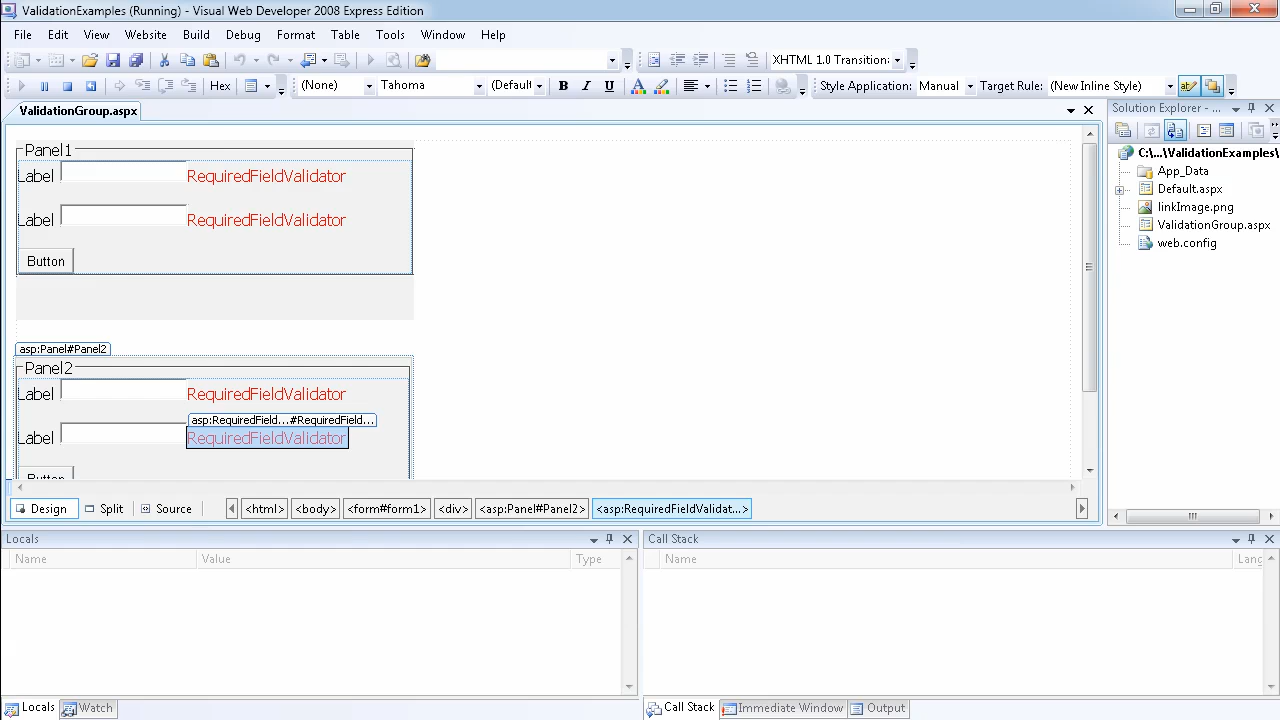 ValidationExamples (Running) - Visual Web Developer 2008 Express Edition
File Edit View Website Build Debug Format Table Tools Window Help
XHTML 1.0 Transition
Hex (None) Tahoma (Default B I U A Style Application: Manual Target Rule: (New Inline Style)
ValidationGroup.aspx
Solution Explorer - ...
Panel1
Label RequiredFieldValidator
Label RequiredFieldValidator
Button
asp:Panel#Panel2
Panel2
Label RequiredFieldValidator
asp:RequiredField...#RequiredField...
Label RequiredFieldValidator
Button
C:\...\ValidationExamples\
App_Data
Default.aspx
linkImage.png
ValidationGroup.aspx
web.config
Design Split Source <html> <body> <form#form1> <div> <asp:Panel#Panel2> <asp:RequiredFieldValidat...>
Locals
Name Value Type
Call Stack
Name Lang
Locals Watch
Call Stack Immediate Window Output